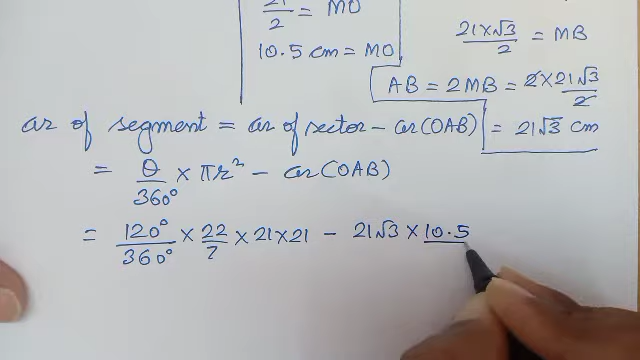 21/2 = MO
10.5 cm = MO
21×√3/2 = MB
AB = 2MB = 2×21√3/2
ar of segment = ar of sector - ar(OAB) = 21√3 cm
= θ/360° × πr² - ar(OAB)
= 120°/360° × 22/7 × 21×21 - 21√3 × 10.5